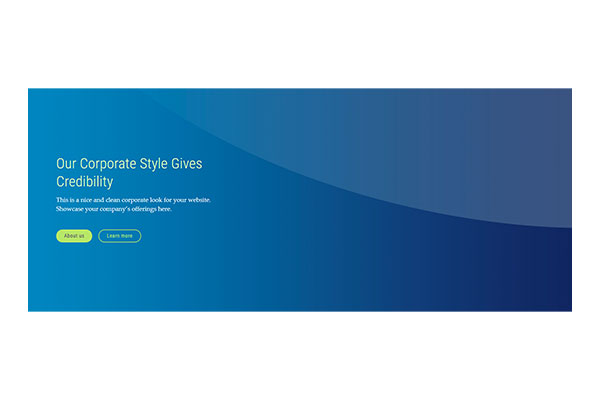 Our Corporate Style Gives
Credibility
This is a nice and clean corporate look for your website.
Showcase your company's offerings here.
About us
Learn more